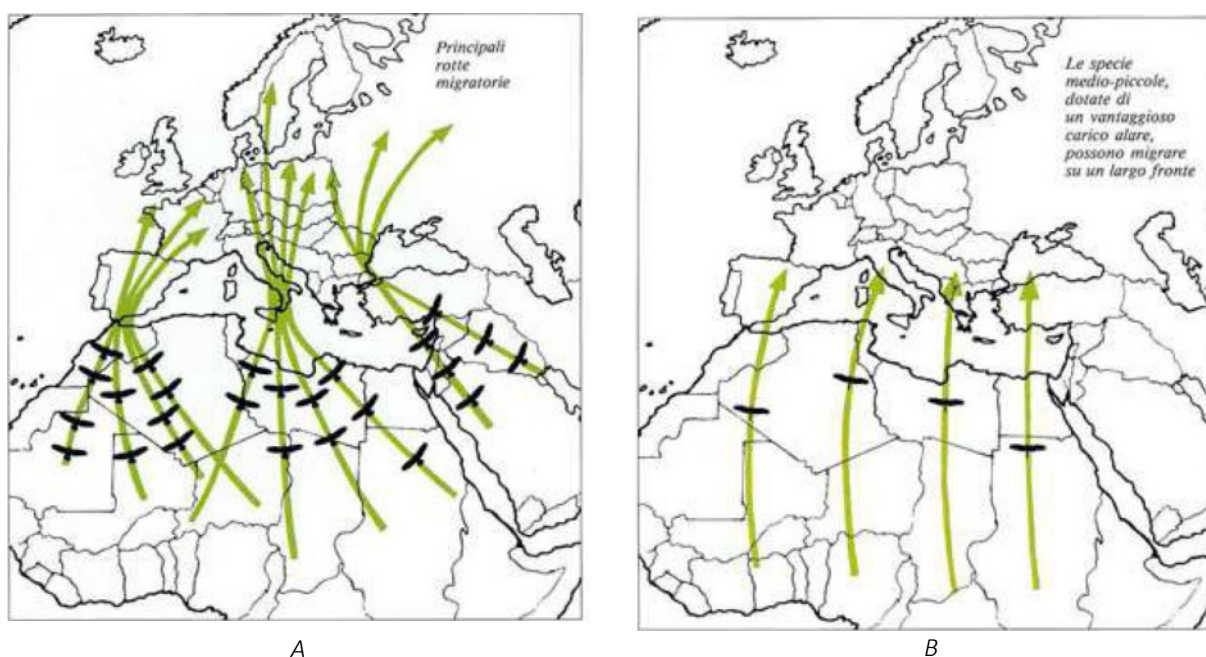 Principali
rotte
migratorie
Le specie
medio-piccole,
dotate di
un vantaggioso
carico alare,
possono migrare
su un largo fronte
A
B